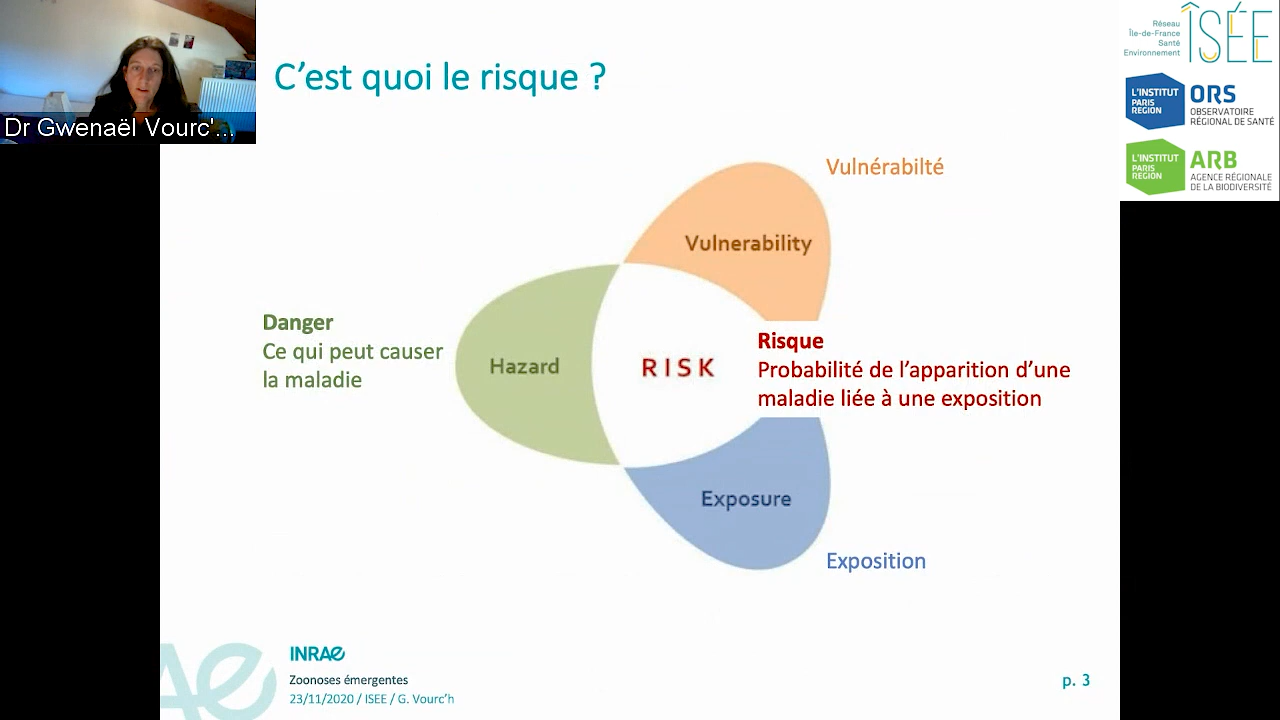 Dr Gwenaël Vourc'...
C'est quoi le risque ?
Réseau
Île-de-France
Santé
Environnement
ÎSÉE
L'INSTITUT
PARIS
REGION
ORS
OBSERVATOIRE
RÉGIONAL DE SANTÉ
L'INSTITUT
PARIS
REGION
ARB
AGENCE RÉGIONALE
DE LA BIODIVERSITÉ
Vulnérabilté
Vulnerability
Danger
Ce qui peut causer
la maladie
Hazard
RISK
Risque
Probabilité de l'apparition d'une
maladie liée à une exposition
Exposure
Exposition
INRAE
Zoonoses émergentes
23/11/2020 / ISEE / G. Vourc'h
p. 3